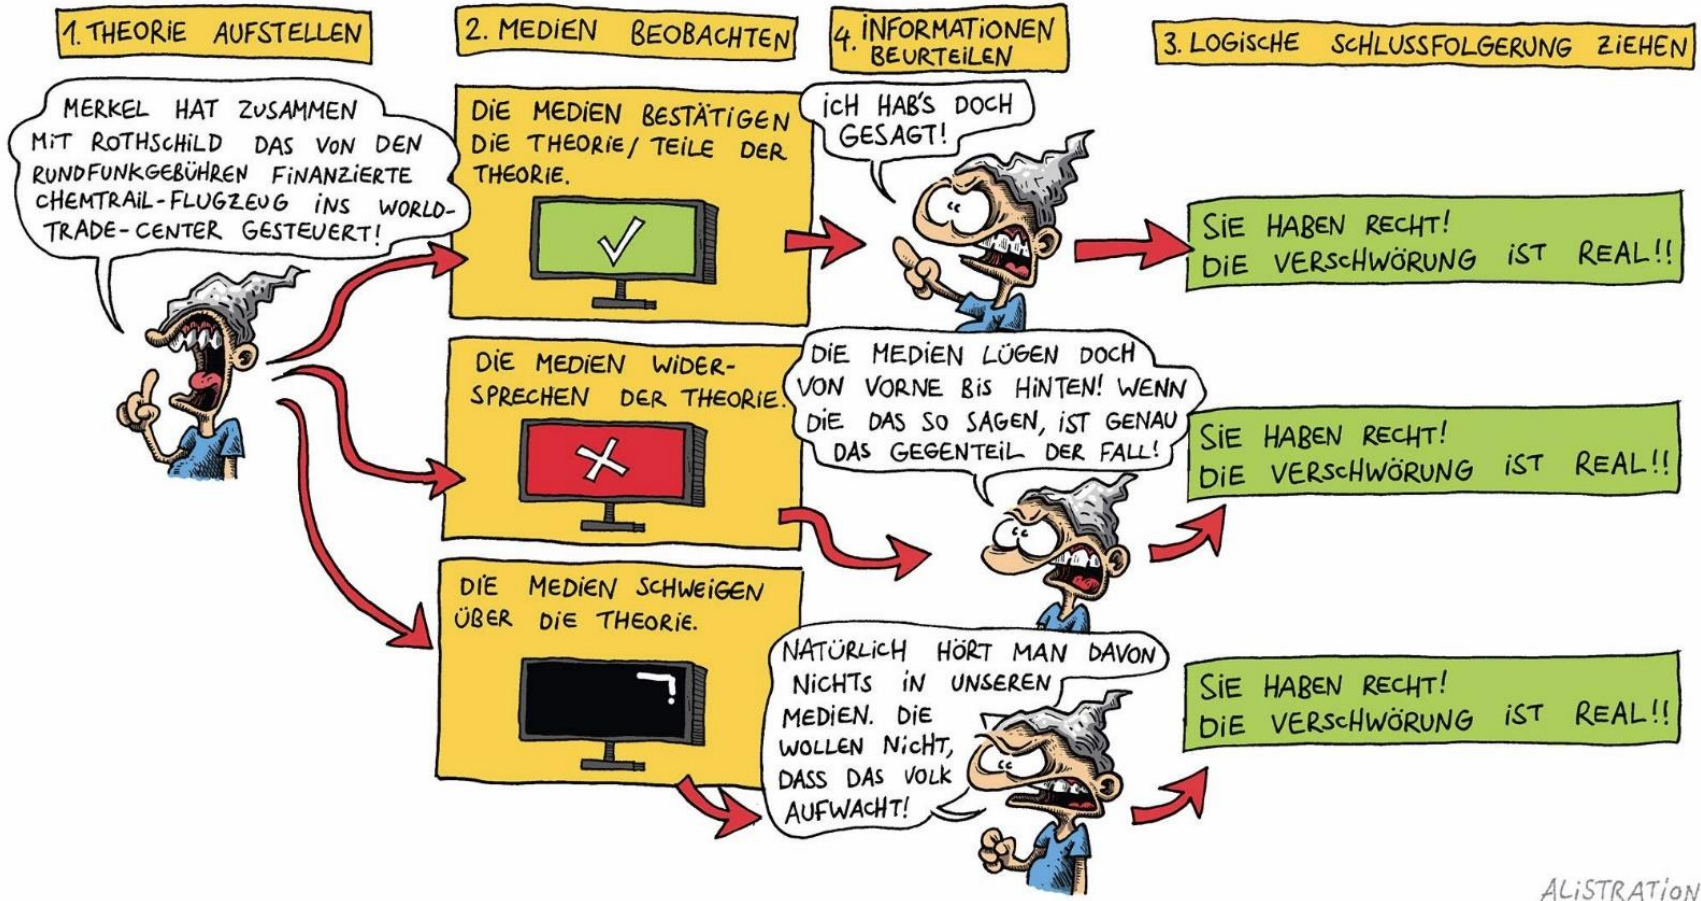 1. THEORIE AUFSTELLEN
2. MEDIEN BEOBACHTEN
4. INFORMATIONEN
BEURTEILEN
3. LOGISCHE SCHLUSSFOLGERUNG ZIEHEN
MERKEL HAT ZUSAMMEN
MIT ROTHSCHILD DAS VON DEN
RUNDFUNKGEBÜHREN FINANZIERTE
CHEMTRAIL-FLUGZEUG INS WORLD-
TRADE-CENTER GESTEUERT!
DIE MEDIEN BESTÄTIGEN
DIE THEORIE/TEILE DER
THEORIE.
ICH HAB'S DOCH
GESAGT!
SIE HABEN RECHT!
DIE VERSCHWÖRUNG IST REAL!!
DIE MEDIEN WIDER-
SPRECHEN DER THEORIE.
DIE MEDIEN LÜGEN DOCH
VON VORNE BIS HINTEN! WENN
DIE DAS SO SAGEN, IST GENAU
DAS GEGENTEIL DER FALL!
SIE HABEN RECHT!
DIE VERSCHWÖRUNG IST REAL!!
DIE MEDIEN SCHWEIGEN
ÜBER DIE THEORIE.
NATÜRLICH HÖRT MAN DAVON
NICHTS IN UNSEREN
MEDIEN. DIE
WOLLEN NICHT,
DASS DAS VOLK
AUFWACHT!
SIE HABEN RECHT!
DIE VERSCHWÖRUNG IST REAL!!
ALISTRATION